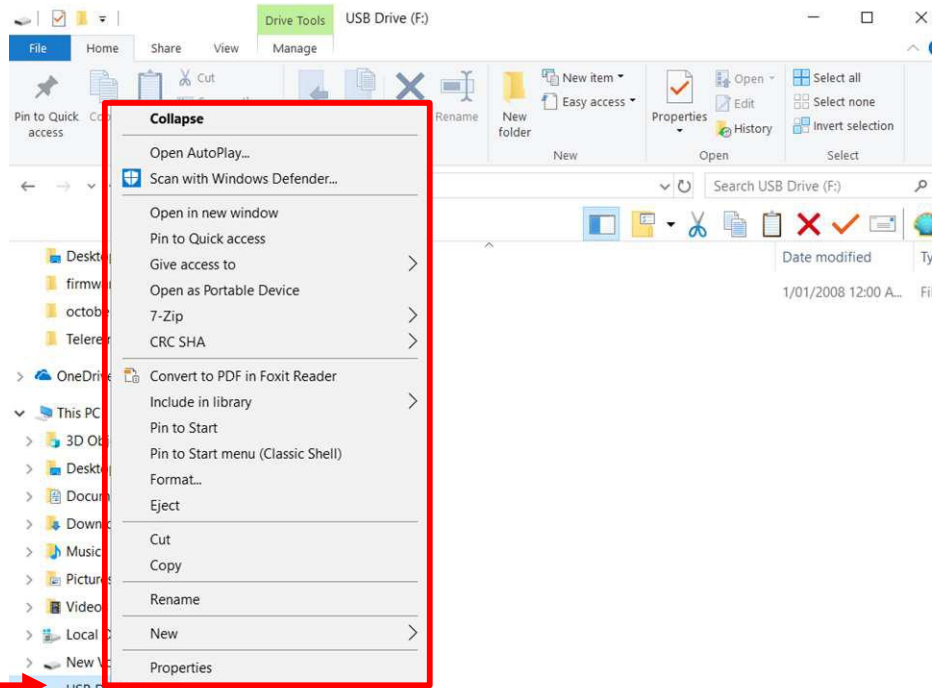 Drive Tools USB Drive (F:)
File Home Share View Manage
Cut
Pin to Quick access
Rename
New folder
New item
Easy access
New
Properties
Open
Edit
History
Open
Select all
Select none
Invert selection
Select
Search USB Drive (F:)
Date modified
1/01/2008 12:00 A...
OneDrive
This PC
Music
Pictures
Local
New
Collapse
Open AutoPlay...
Scan with Windows Defender...
Open in new window
Pin to Quick access
Give access to
Open as Portable Device
7-Zip
CRC SHA
Convert to PDF in Foxit Reader
Include in library
Pin to Start
Pin to Start menu (Classic Shell)
Format...
Eject
Cut
Copy
Rename
New
Properties